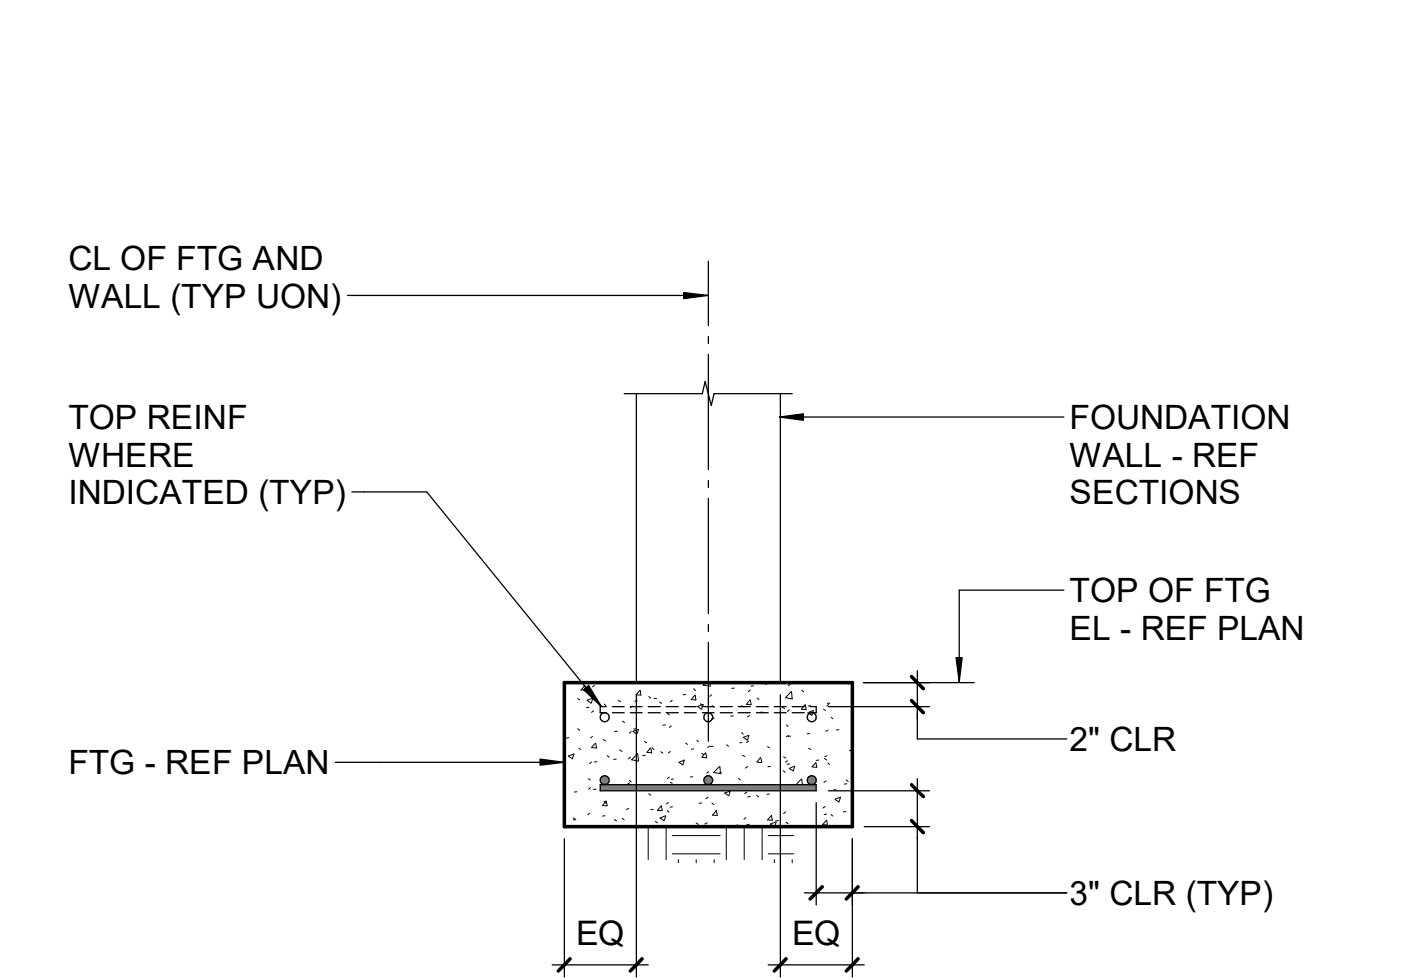 CL OF FTG AND
WALL (TYP UON)
TOP REINF
WHERE
INDICATED (TYP)
FOUNDATION
WALL - REF
SECTIONS
TOP OF FTG
EL - REF PLAN
2" CLR
FTG - REF PLAN
3" CLR (TYP)
EQ
EQ